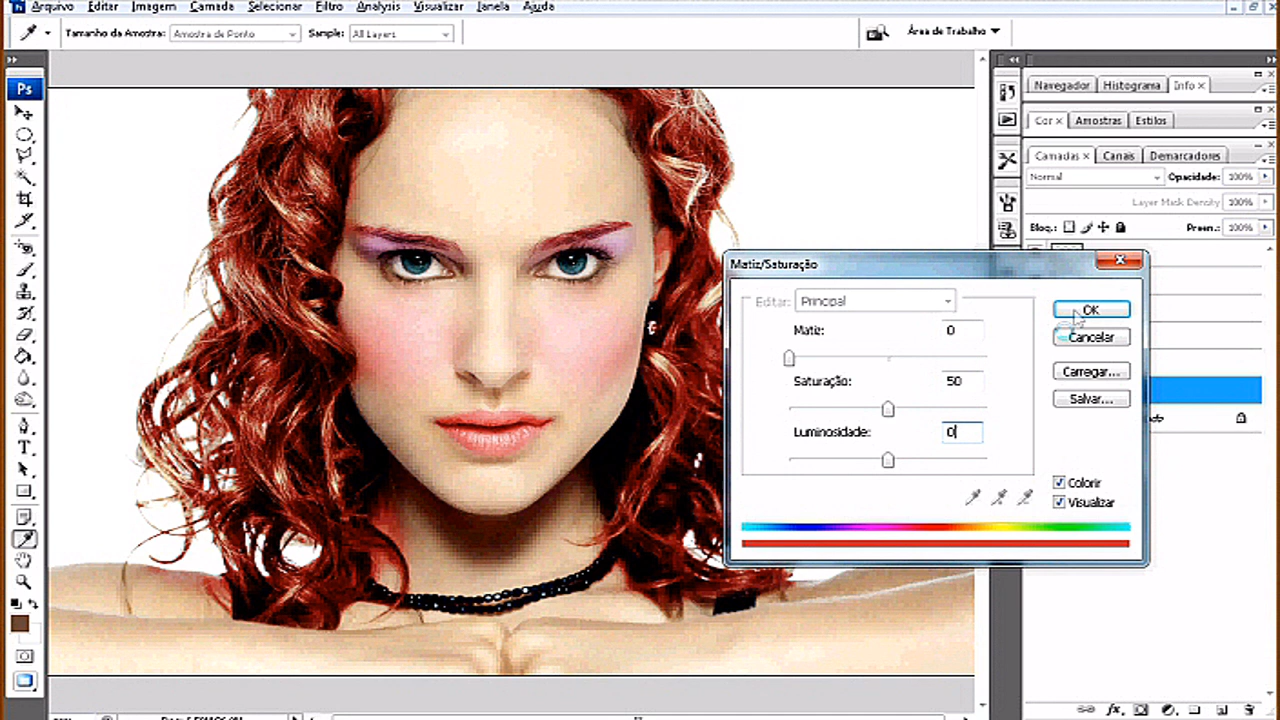 Arquivo Editar Imagem Camada Selecionar Filtro Analysis Visualizar Janela Ajuda
Tamanho da Amostra: Amostra de Ponto Sample: All Layers Área de Trabalho
Ps
Navegador Histograma Info x
Cor x Amostras Estilos
Camadas x Canais Demarcadores
Normal Opacidade: 100%
Layer Mask Density 100%
Bloq.: Preen.: 100%
Matiz/Saturação
Editar: Principal
OK
Matiz: 0
Cancelar
Carregar...
Saturação: 50
Salvar...
Luminosidade: 0
Colorir
Visualizar
T
fx